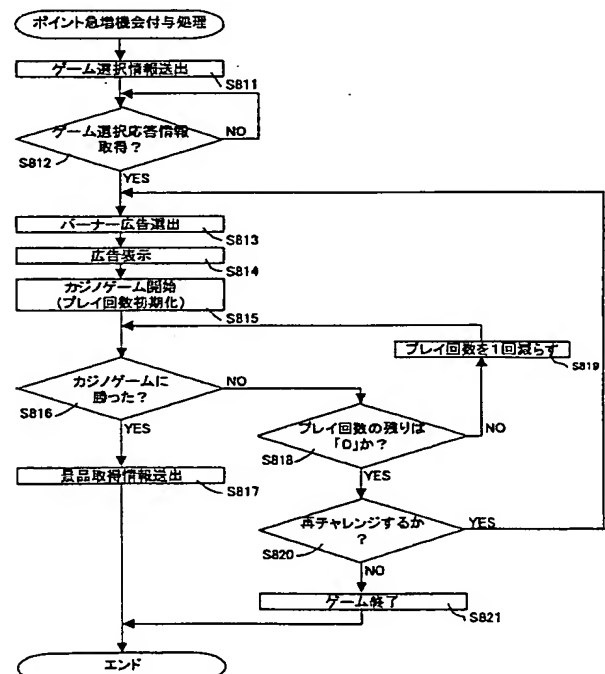 ポイント急増機会付与処理
ゲーム選択情報送出
S811
ゲーム選択応答情報
取得？
NO
S812
YES
バーナー広告選出
S813
広告表示
S814
カジノゲーム開始
(プレイ回数初期化)
S815
プレイ回数を1回減らす
S819
カジノゲームに
勝った？
NO
S816
YES
プレイ回数の残りは
「0」か？
NO
S818
YES
景品取得情報送出
S817
再チャレンジするか
？
YES
S820
NO
ゲーム終了
S821
エンド